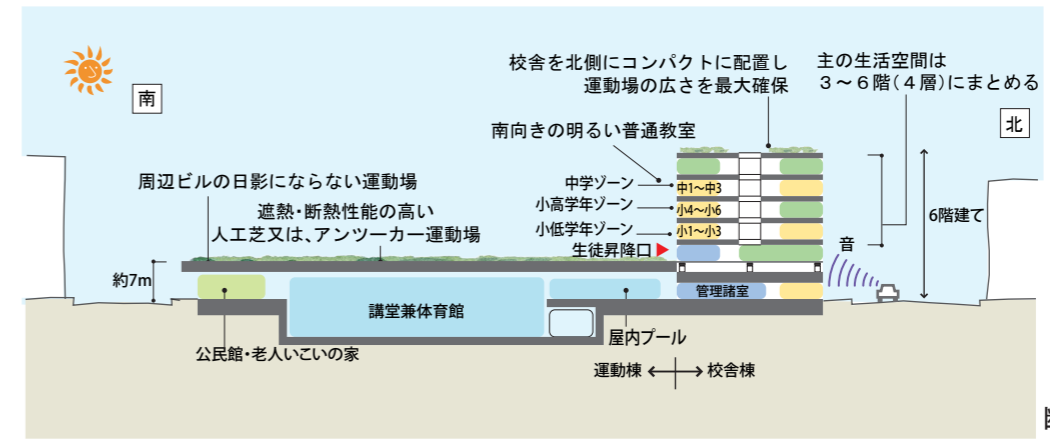 南
校舎を北側にコンパクトに配置し
運動場の広さを最大確保
主の生活空間は
3〜6階(4層)にまとめる
北
南向きの明るい普通教室
周辺ビルの日影にならない運動場
遮熱・断熱性能の高い
人工芝又は、アンツーカー運動場
中学ゾーン
中1〜中3
小高学年ゾーン
小4〜小6
小低学年ゾーン
小1〜小3
生徒昇降口
6階建て
音
約7m
講堂兼体育館
管理諸室
公民館・老人いこいの家
屋内プール
運動棟
校舎棟